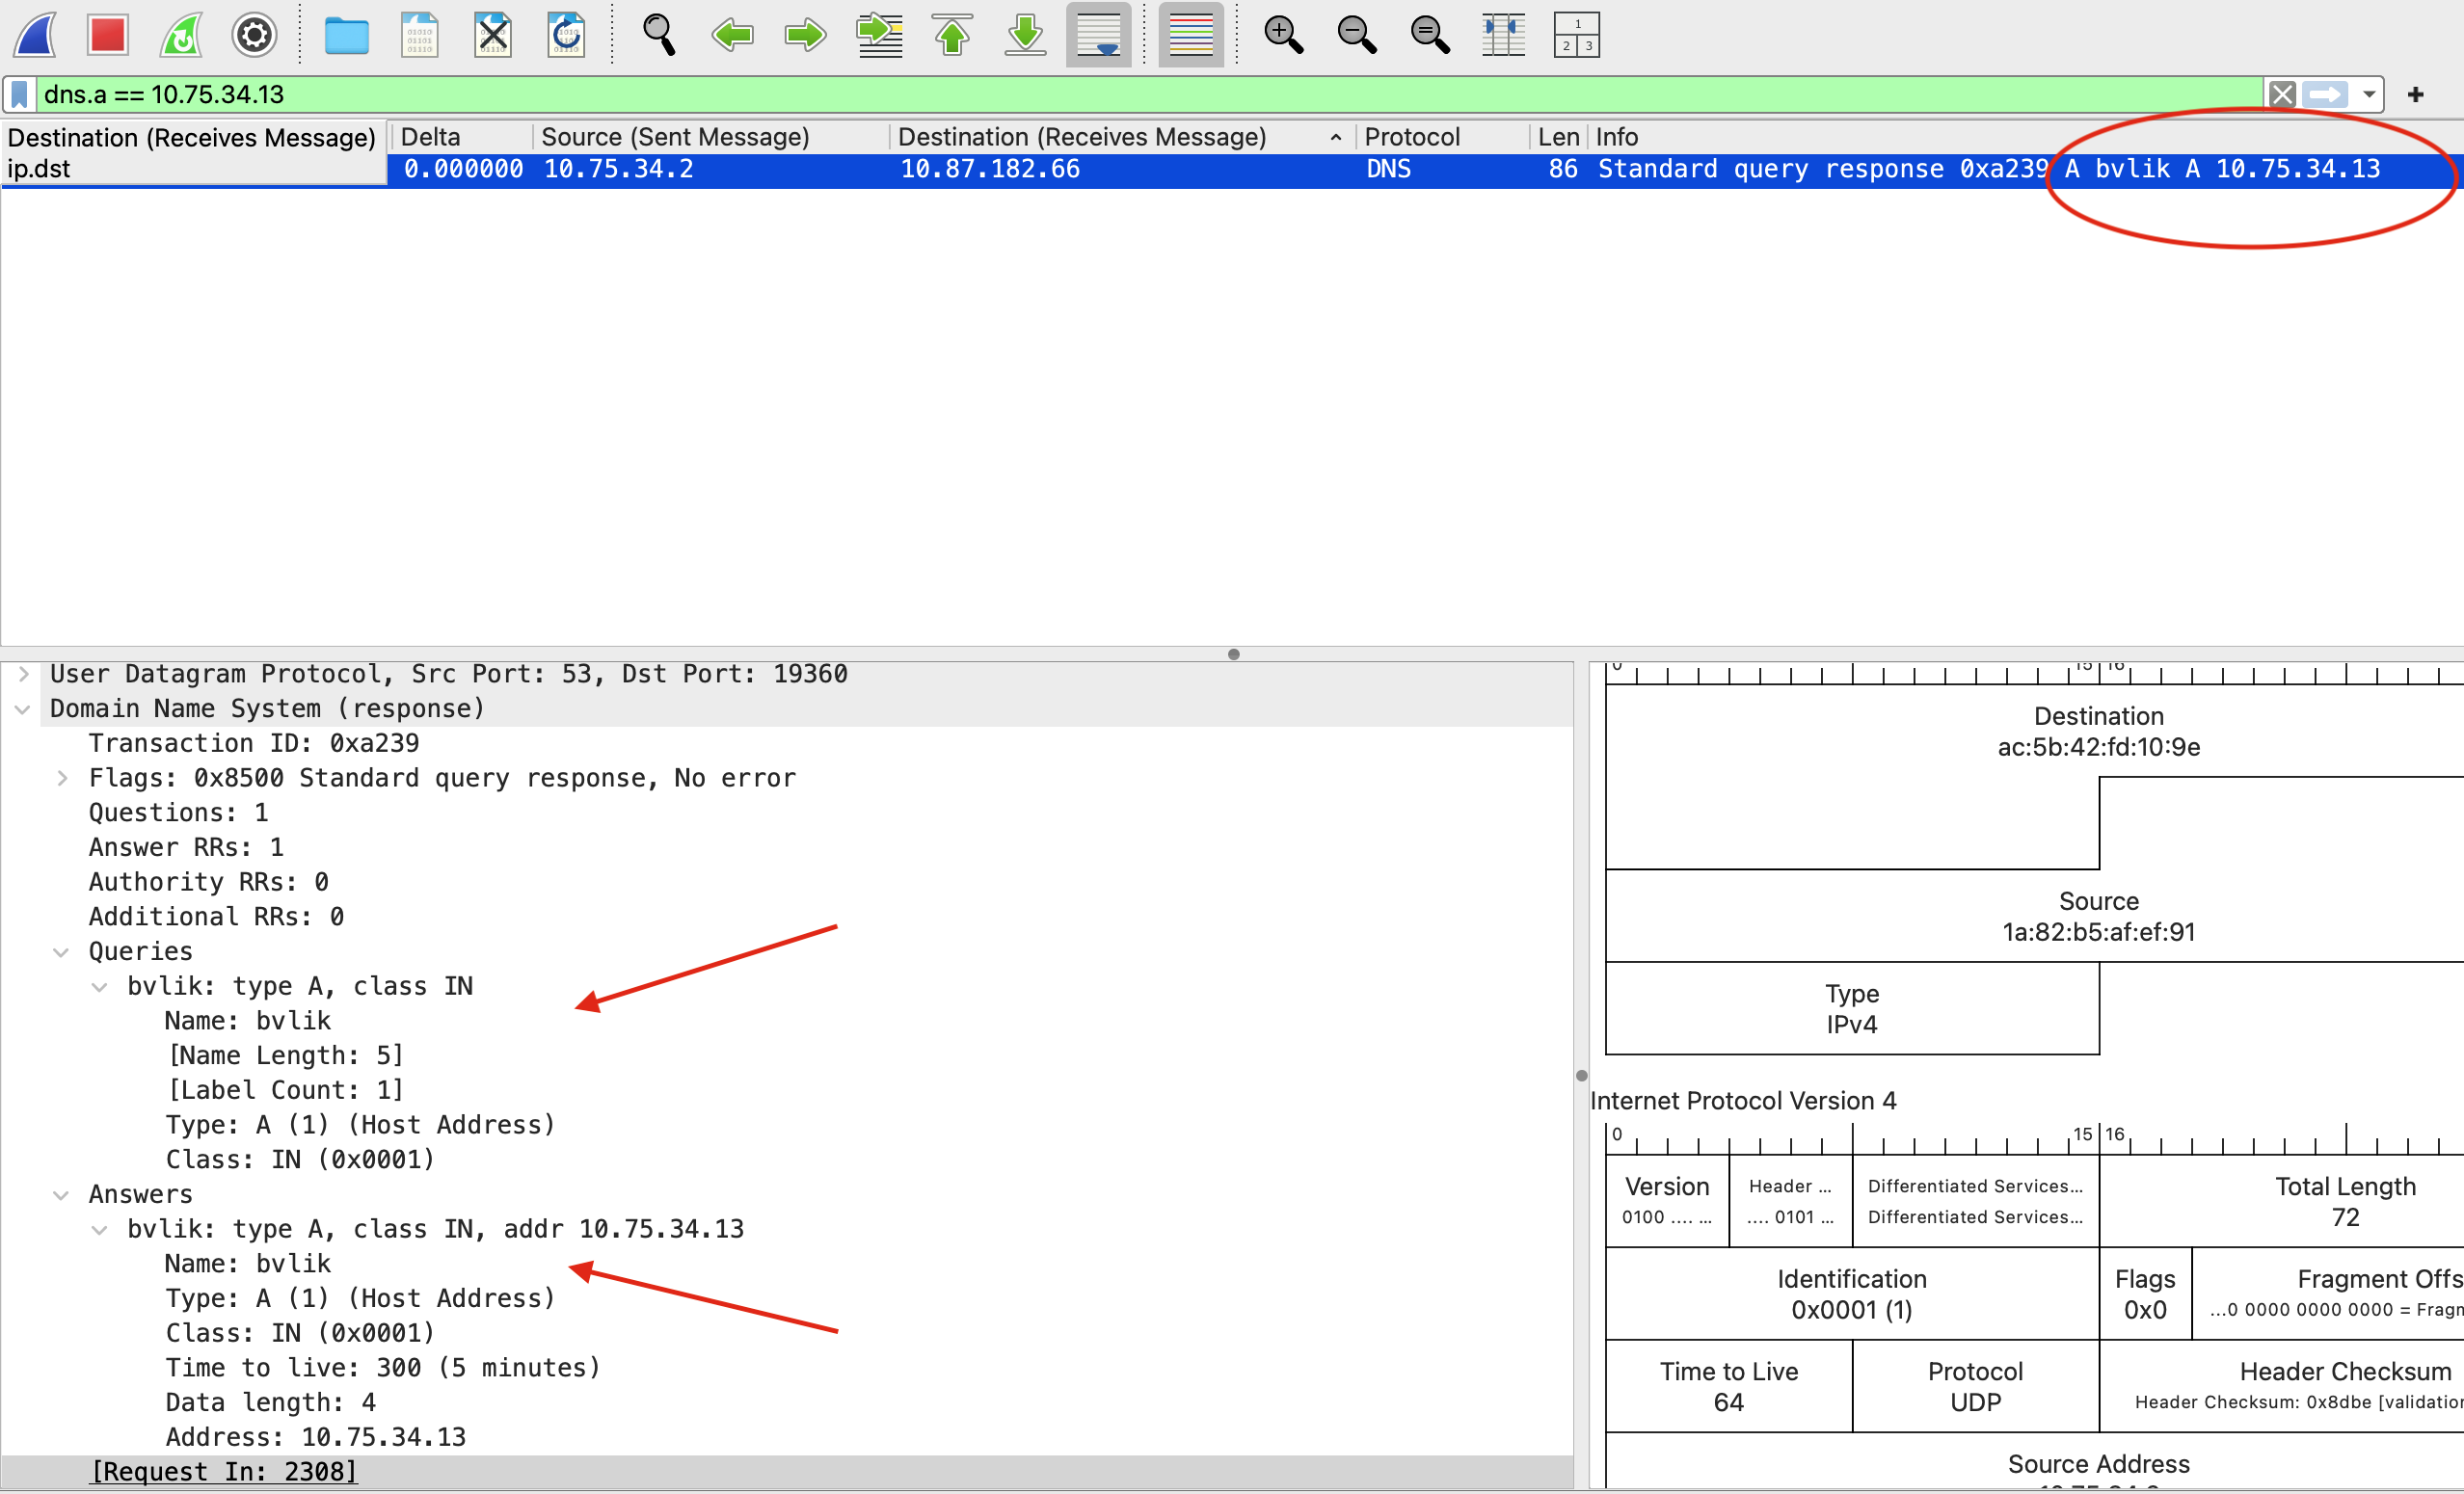 1
2 3
dns.a == 10.75.34.13
Destination (Receives Message) Delta Source (Sent Message) Destination (Receives Message) Protocol Len Info
ip.dst 0.000000 10.75.34.2 10.87.182.66 DNS 86 Standard query response 0xa239 A bvlik A 10.75.34.13
User Datagram Protocol, Src Port: 53, Dst Port: 19360
Domain Name System (response)
Transaction ID: 0xa239
Flags: 0x8500 Standard query response, No error
Questions: 1
Answer RRs: 1
Authority RRs: 0
Additional RRs: 0
Queries
bvlik: type A, class IN
Name: bvlik
[Name Length: 5]
[Label Count: 1]
Type: A (1) (Host Address)
Class: IN (0x0001)
Answers
bvlik: type A, class IN, addr 10.75.34.13
Name: bvlik
Type: A (1) (Host Address)
Class: IN (0x0001)
Time to live: 300 (5 minutes)
Data length: 4
Address: 10.75.34.13
[Request In: 2308]
0 15 16
Destination
ac:5b:42:fd:10:9e
Source
1a:82:b5:af:ef:91
Type
IPv4
Internet Protocol Version 4
0 15 16
Version Header ... Differentiated Services... Total Length
0100 .... ... .... 0101 ... Differentiated Services... 72
Identification Flags Fragment Offs
0x0001 (1) 0x0 ...0 0000 0000 0000 = Fragm
Time to Live Protocol Header Checksum
64 UDP Header Checksum: 0x8dbe [validation
Source Address